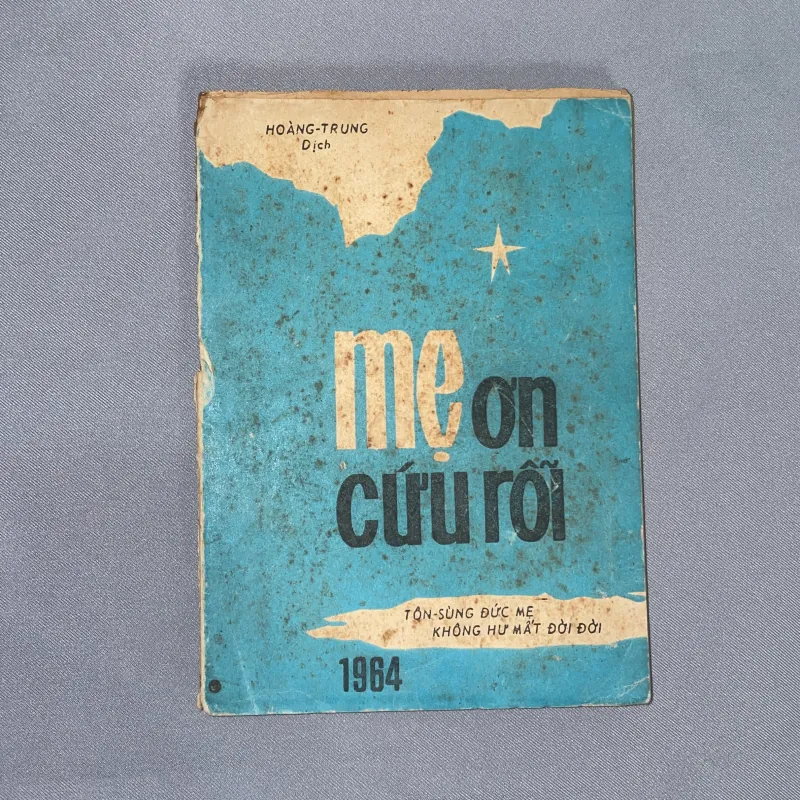 HOÀNG-TRUNG
Dịch
mẹ ơn
cứu rỗi
TÔN-SÙNG ĐỨC MẸ
KHÔNG HƯ MẤT ĐỜI ĐỜI
1964